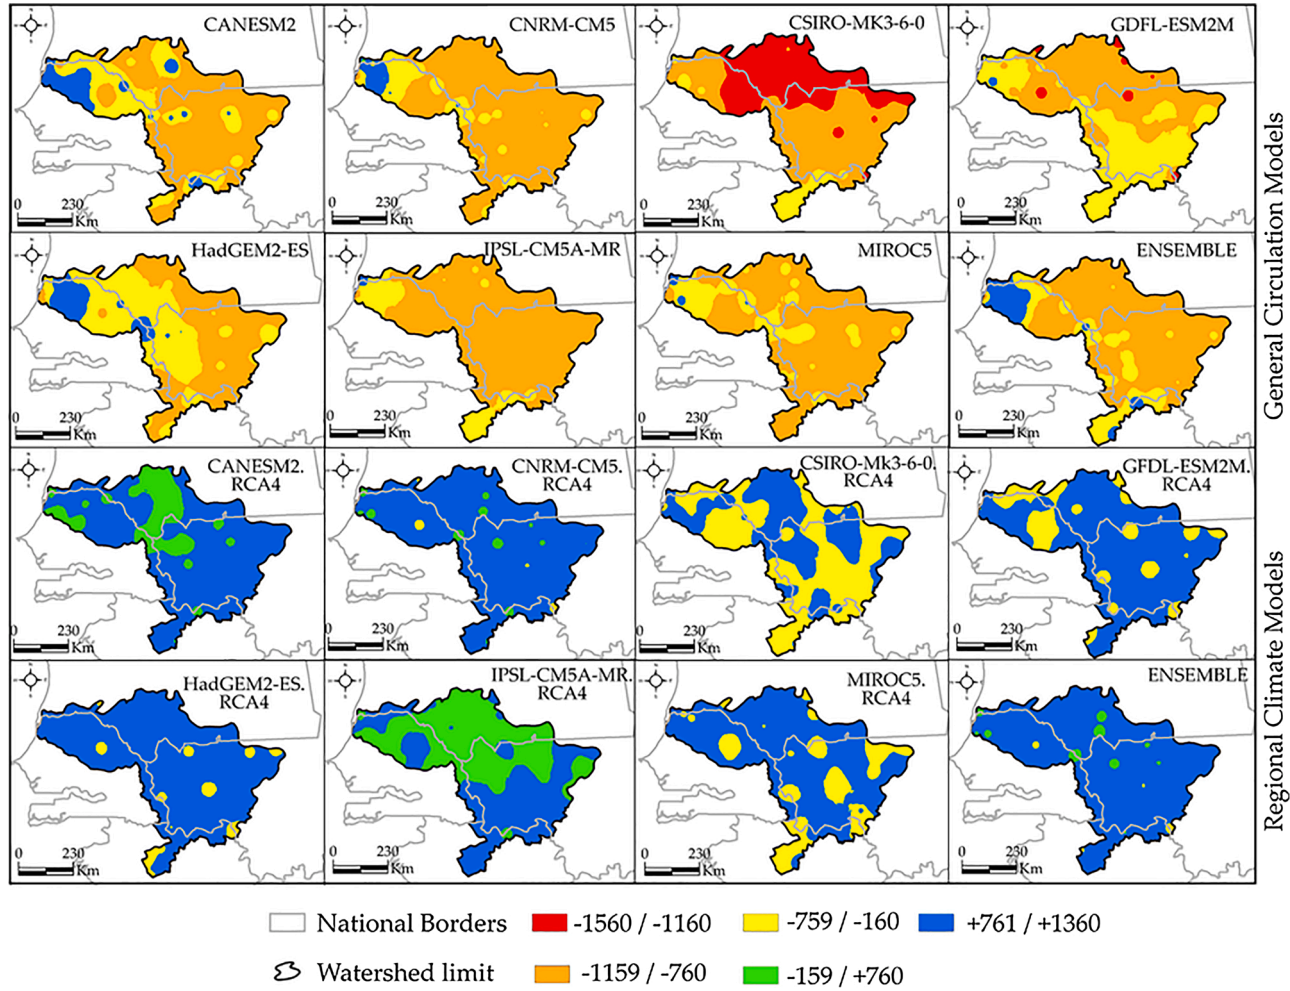 CANESM2
CNRM-CM5
CSIRO-MK3-6-0
GDFL-ESM2M
0 230
Km
0 230
Km
0 230
Km
0 230
Km
General Circulation Models
HadGEM2-ES
IPSL-CM5A-MR
MIROC5
ENSEMBLE
0 230
Km
0 230
Km
0 230
Km
0 230
Km
CANESM2.
RCA4
CNRM-CM5.
RCA4
CSIRO-Mk3-6-0.
RCA4
GFDL-ESM2M.
RCA4
0 230
Km
0 230
Km
0 230
Km
0 230
Km
Regional Climate Models
HadGEM2-ES.
RCA4
IPSL-CM5A-MR.
RCA4
MIROC5.
RCA4
ENSEMBLE
0 230
Km
0 230
Km
0 230
Km
0 230
Km
National Borders -1560 / -1160 -759 / -160 +761 / +1360
Watershed limit -1159 / -760 -159 / +760